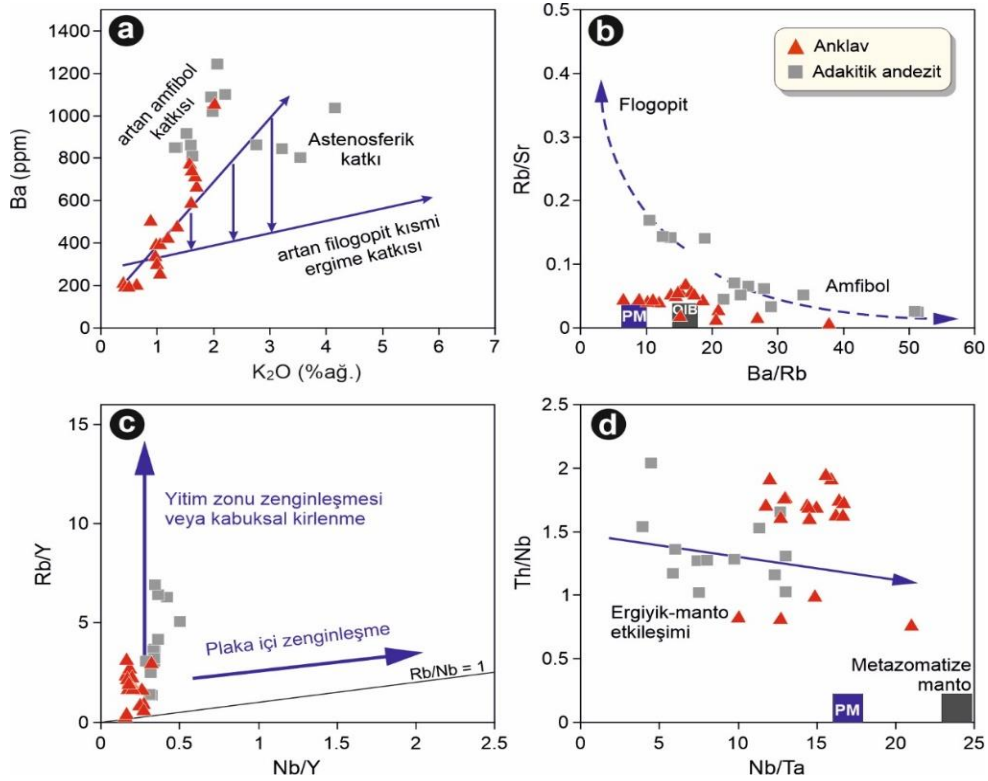 a
Ba (ppm)
1400
1200
1000
800
600
400
200
0
artan amfibol
katkısı
Astenosferik
katkı
artan filogopit kısmi
ergime katkısı
0
1
2
3
4
5
6
7
K₂O (%ağ.)
b
Rb/Sr
0.5
0.4
0.3
0.2
0.1
0
Anklav
Adakitik andezit
Flogopit
Amfibol
PM
OIB
0
10
20
30
40
50
60
Ba/Rb
c
Rb/Y
15
10
5
0
Yitim zonu zenginleşmesi
veya kabuksal kirlenme
Plaka içi zenginleşme
Rb/Nb = 1
0
0.5
1
1.5
2
2.5
Nb/Y
d
Th/Nb
2.5
2
1.5
1
0.5
0
Ergiyik-manto
etkileşimi
Metazomatize
manto
PM
0
5
10
15
20
25
Nb/Ta